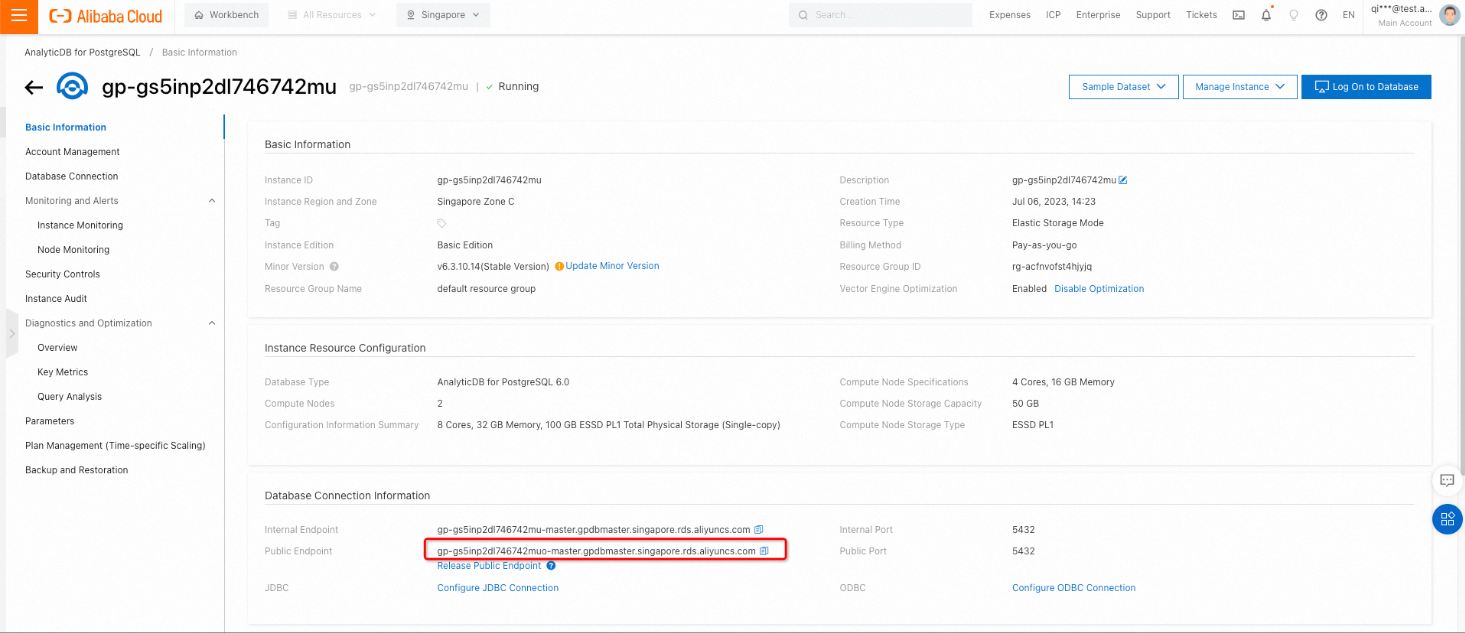 Alibaba Cloud Workbench All Resources Singapore Search... Expenses ICP Enterprise Support Tickets EN qi***@test.a...
Main Account
AnalyticDB for PostgreSQL / Basic Information
gp-gs5inp2dl746742mu gp-gs5inp2dl746742mu | Running Sample Dataset Manage Instance Log On to Database
Basic Information
Account Management
Database Connection
Monitoring and Alerts
Instance Monitoring
Node Monitoring
Security Controls
Instance Audit
Diagnostics and Optimization
Overview
Key Metrics
Query Analysis
Parameters
Plan Management (Time-specific Scaling)
Backup and Restoration
Basic Information
Instance ID gp-gs5inp2dl746742mu Description gp-gs5inp2dl746742mu
Instance Region and Zone Singapore Zone C Creation Time Jul 06, 2023, 14:23
Tag Resource Type Elastic Storage Mode
Instance Edition Basic Edition Billing Method Pay-as-you-go
Minor Version v6.3.10.14(Stable Version) Update Minor Version Resource Group ID rg-acfnvofst4hjyjq
Resource Group Name default resource group Vector Engine Optimization Enabled Disable Optimization
Instance Resource Configuration
Database Type AnalyticDB for PostgreSQL 6.0 Compute Node Specifications 4 Cores, 16 GB Memory
Compute Nodes 2 Compute Node Storage Capacity 50 GB
Configuration Information Summary 8 Cores, 32 GB Memory, 100 GB ESSD PL1 Total Physical Storage (Single-copy) Compute Node Storage Type ESSD PL1
Database Connection Information
Internal Endpoint gp-gs5inp2dl746742mu-master.gpdbmaster.singapore.rds.aliyuncs.com Internal Port 5432
Public Endpoint gp-gs5inp2dl746742muo-master.gpdbmaster.singapore.rds.aliyuncs.com Public Port 5432
Release Public Endpoint
JDBC Configure JDBC Connection ODBC Configure ODBC Connection